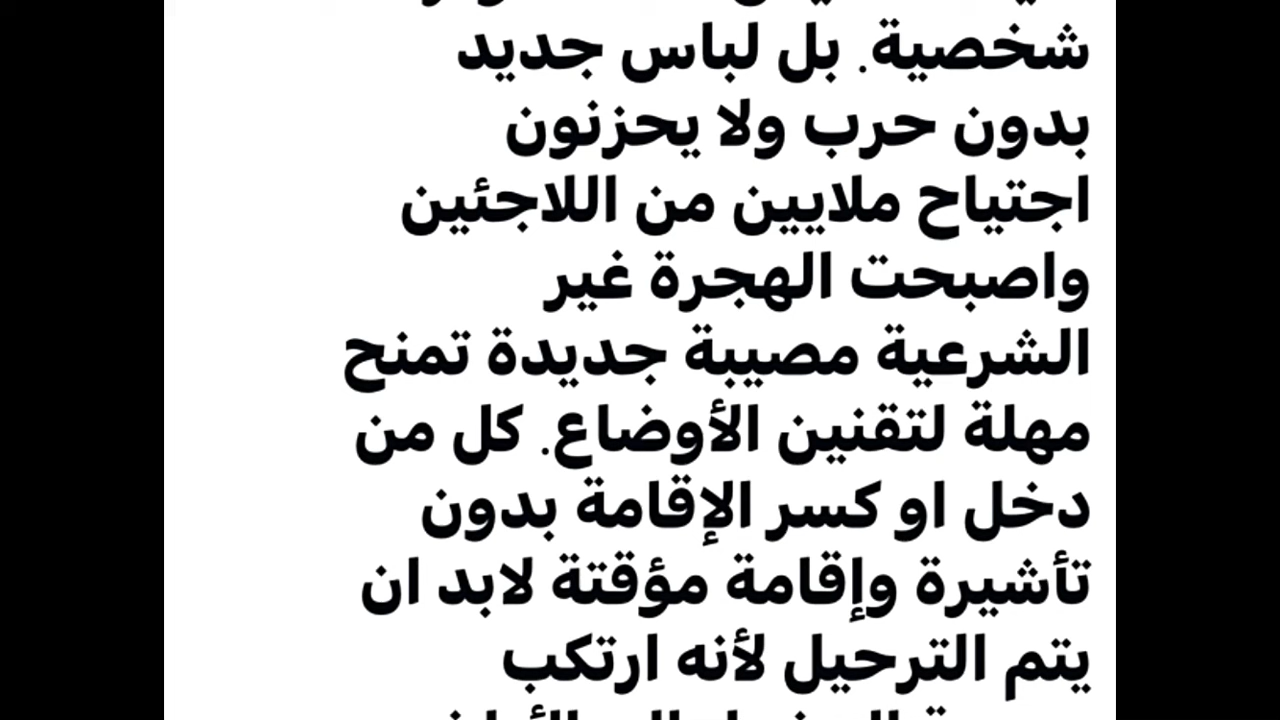 شخصية. بل لباس جديد
بدون حرب ولا يحزنون
اجتياح ملايين من اللاجئين
واصبحت الهجرة غير
الشرعية مصيبة جديدة تمنح
مهلة لتقنين الأوضاع. كل من
دخل او كسر الإقامة بدون
تأشيرة وإقامة مؤقتة لابد ان
يتم الترحيل لأنه ارتكب